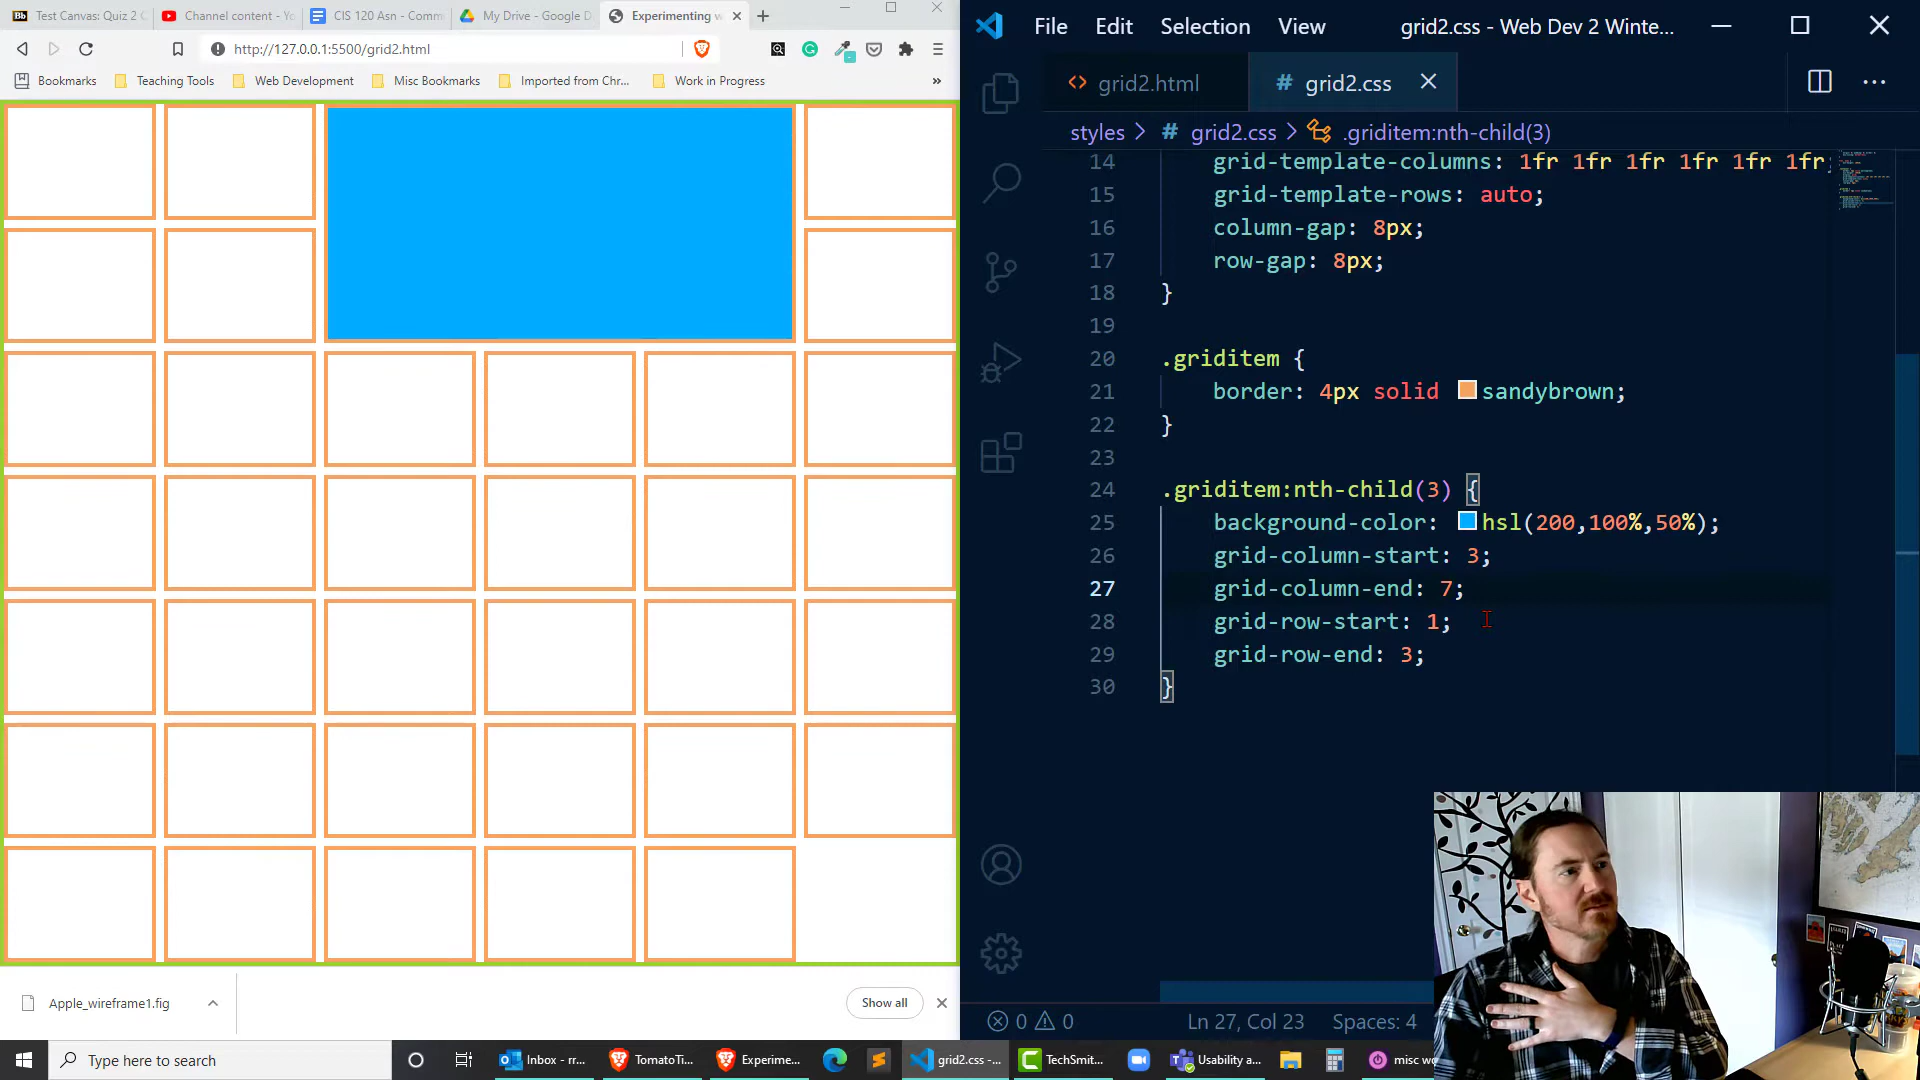 Test Canvas: Quiz 2 C
Channel content - Yo
CIS 120 Asn - Comm
My Drive - Google D
Experimenting w
http://127.0.0.1:5500/grid2.html
Bookmarks
Teaching Tools
Web Development
Misc Bookmarks
Imported from Chr...
Work in Progress
»
Apple_wireframe1.fig
Show all
File
Edit
Selection
View
grid2.css - Web Dev 2 Winte...
grid2.html
# grid2.css
styles > # grid2.css > .griditem:nth-child(3)
14 grid-template-columns: 1fr 1fr 1fr 1fr 1fr 1fr
15 grid-template-rows: auto;
16 column-gap: 8px;
17 row-gap: 8px;
18 }
19
20 .griditem {
21 border: 4px solid sandybrown;
22 }
23
24 .griditem:nth-child(3) {
25 background-color: hsl(200,100%,50%);
26 grid-column-start: 3;
27 grid-column-end: 7;
28 grid-row-start: 1;
29 grid-row-end: 3;
30 }
0 0
Ln 27, Col 23
Spaces: 4
Type here to search
Inbox - rr...
TomatoTi...
Experime...
grid2.css -...
TechSmit...
Usability a...
misc wo